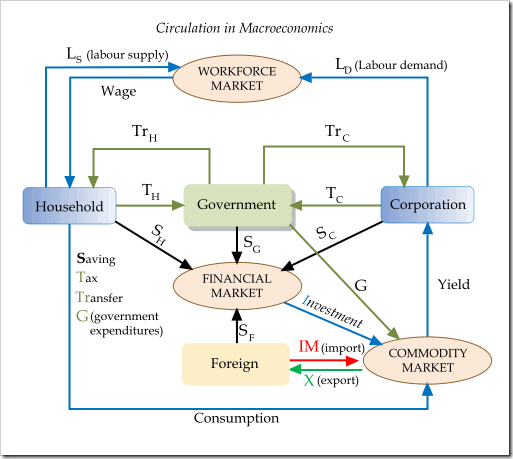 Circulation in Macroeconomics
LS (labour supply)
WORKFORCE
MARKET
LD (Labour demand)
Wage
TrH
TrC
Household
TH
Government
TC
Corporation
SH
SG
SC
Saving
Tax
Transfer
G (government
expenditures)
FINANCIAL
MARKET
G
Yield
Investment
SF
Foreign
IM (import)
X (export)
COMMODITY
MARKET
Consumption